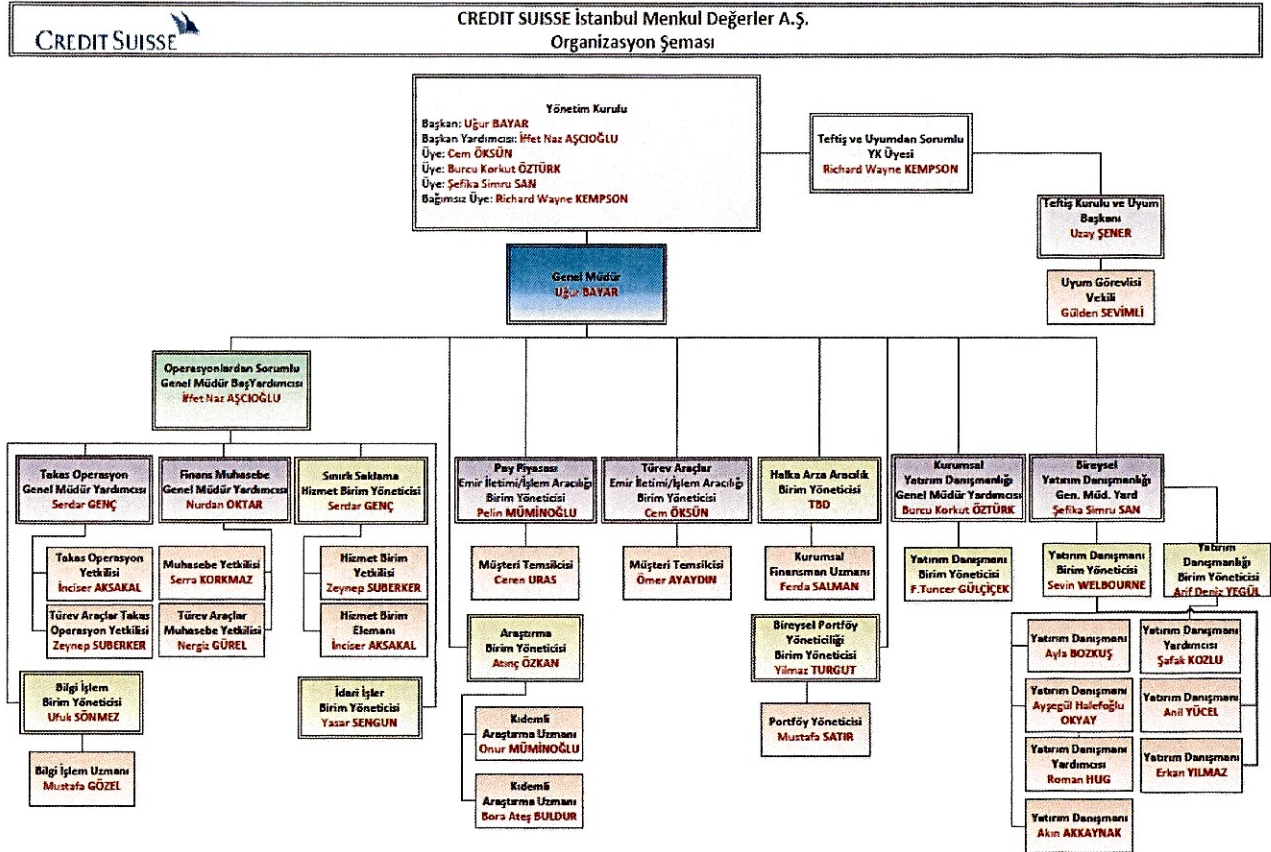 CREDIT SUISSE
CREDIT SUISSE İstanbul Menkul Değerler A.Ş.
Organizasyon Şeması
Yönetim Kurulu
Başkan: Uğur BAYAR
Başkan Yardımcısı: İffet Naz AŞCIOĞLU
Üye: Cem ÖKSÜN
Üye: Burcu Korkut ÖZTÜRK
Üye: Şefika Simru SAN
Bağımsız Üye: Richard Wayne KEMPSON
Teftiş ve Uyumdan Sorumlu
YK Üyesi
Richard Wayne KEMPSON
Teftiş Kurulu ve Uyum
Başkanı
Uzay ŞENER
Uyum Görevlisi
Vekili
Gülden SEVİMLİ
Genel Müdür
Uğur BAYAR
Operasyonlardan Sorumlu
Genel Müdür BaşYardımcısı
İffet Naz AŞCIOĞLU
Takas Operasyon
Genel Müdür Yardımcısı
Serdar GENÇ
Finans Muhasebe
Genel Müdür Yardımcısı
Nurdan OKTAR
Sınırlı Saklama
Hizmet Birim Yöneticisi
Serdar GENÇ
Pay Piyasası
Emir İletimi/İşlem Aracılığı
Birim Yöneticisi
Pelin MÜMİNOĞLU
Türev Araçlar
Emir İletimi/İşlem Aracılığı
Birim Yöneticisi
Cem ÖKSÜN
Halka Arza Aracılık
Birim Yöneticisi
TBD
Kurumsal
Yatırım Danışmanlığı
Genel Müdür Yardımcısı
Burcu Korkut ÖZTÜRK
Bireysel
Yatırım Danışmanlığı
Gen. Müd. Yard
Şefika Simru SAN
Takas Operasyon
Yetkilisi
İnciser AKSAKAL
Muhasebe Yetkilisi
Serra KORKMAZ
Hizmet Birim
Yetkilisi
Zeynep SUBERKER
Müşteri Temsilcisi
Ceren URAS
Müşteri Temsilcisi
Ömer AYAYDIN
Kurumsal
Finansman Uzmanı
Ferda SALMAN
Yatırım Danışmanı
Birim Yöneticisi
F.Tuncer GÜLÇİÇEK
Yatırım Danışmanı
Birim Yöneticisi
Sevin WELBOURNE
Yatırım
Danışmanlığı
Birim Yöneticisi
Arif Deniz YEGÜL
Türev Araçlar Takas
Operasyon Yetkilisi
Zeynep SUBERKER
Türev Araçlar
Muhasebe Yetkilisi
Nergiz GÜREL
Hizmet Birim
Elemanı
İnciser AKSAKAL
Araştırma
Birim Yöneticisi
Atınç ÖZKAN
Bireysel Portföy
Yöneticiliği
Birim Yöneticisi
Yilmaz TURGUT
Yatırım Danışmanı
Ayla BOZKUŞ
Yatırım Danışmanı
Yardımcısı
Şafak KOZLU
Bilgi İşlem
Birim Yöneticisi
Ufuk SÖNMEZ
İdari İşler
Birim Yöneticisi
Yasar SENGUN
Kıdemli
Araştırma Uzmanı
Onur MÜMİNOĞLU
Portföy Yöneticisi
Mustafa SATIR
Yatırım Danışmanı
Ayşegül Halefoğlu
OKYAY
Yatırım Danışmanı
Anil YÜCEL
Bilgi İşlem Uzmanı
Mustafa GÖZEL
Kıdemli
Araştırma Uzmanı
Bora Ateş BULDUR
Yatırım Danışmanı
Yardımcısı
Roman HUG
Yatırım Danışmanı
Erkan YILMAZ
Yatırım Danışmanı
Akın AKKAYNAK